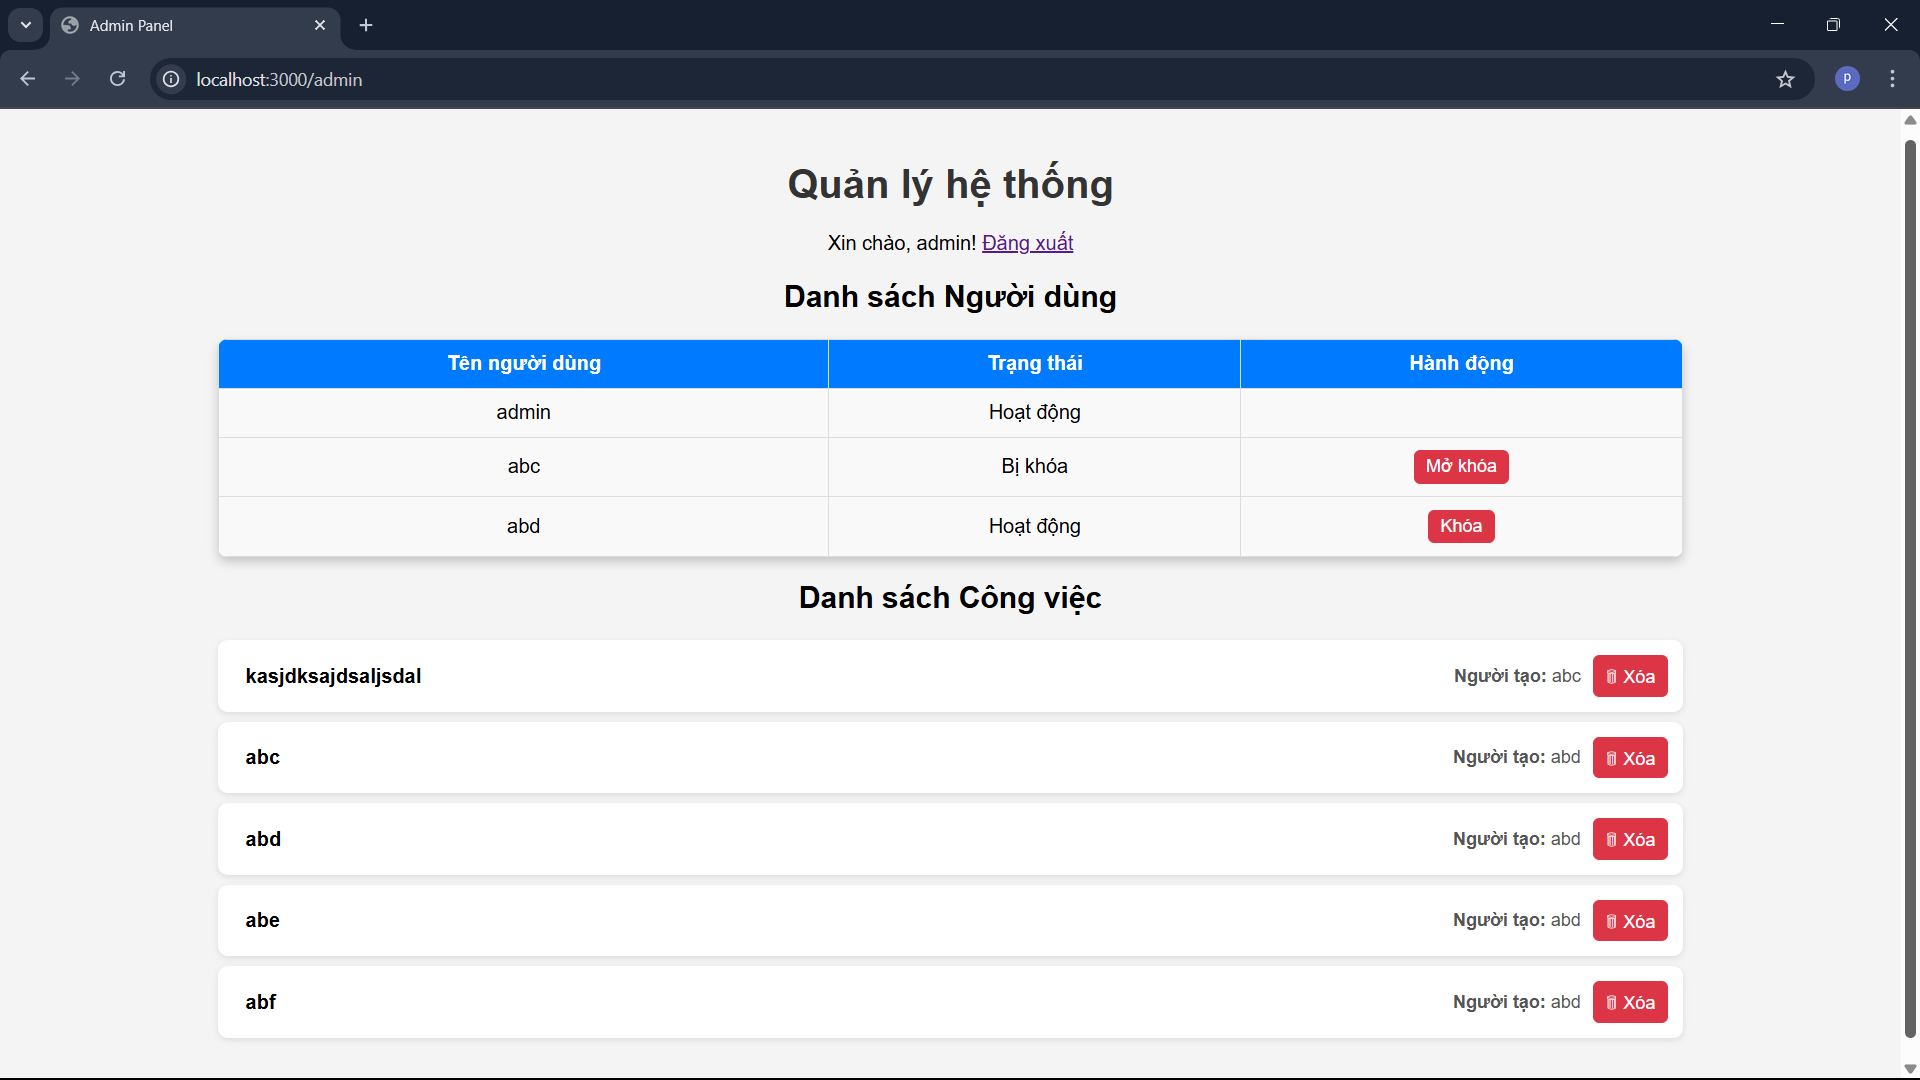 Admin Panel
localhost:3000/admin
P
Quản lý hệ thống
Xin chào, admin! Đăng xuất
Danh sách Người dùng
Tên người dùng Trạng thái Hành động
admin Hoạt động
abc Bị khóa Mở khóa
abd Hoạt động Khóa
Danh sách Công việc
kasjdksajdsaljsdal Người tạo: abc Xóa
abc Người tạo: abd Xóa
abd Người tạo: abd Xóa
abe Người tạo: abd Xóa
abf Người tạo: abd Xóa